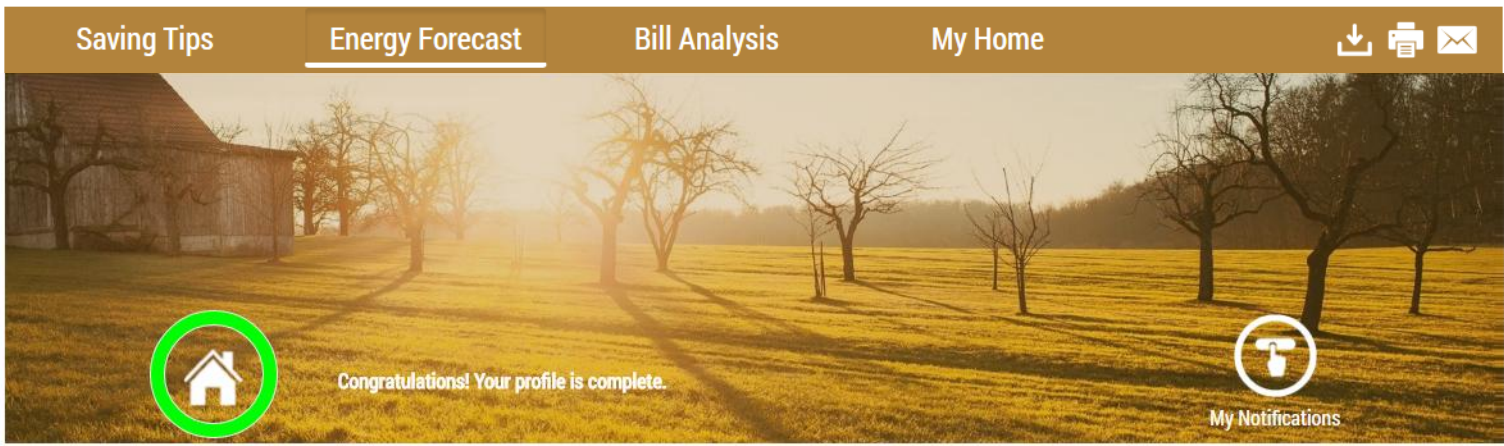 Saving Tips
Energy Forecast
Bill Analysis
My Home
Congratulations! Your profile is complete.
My Notifications